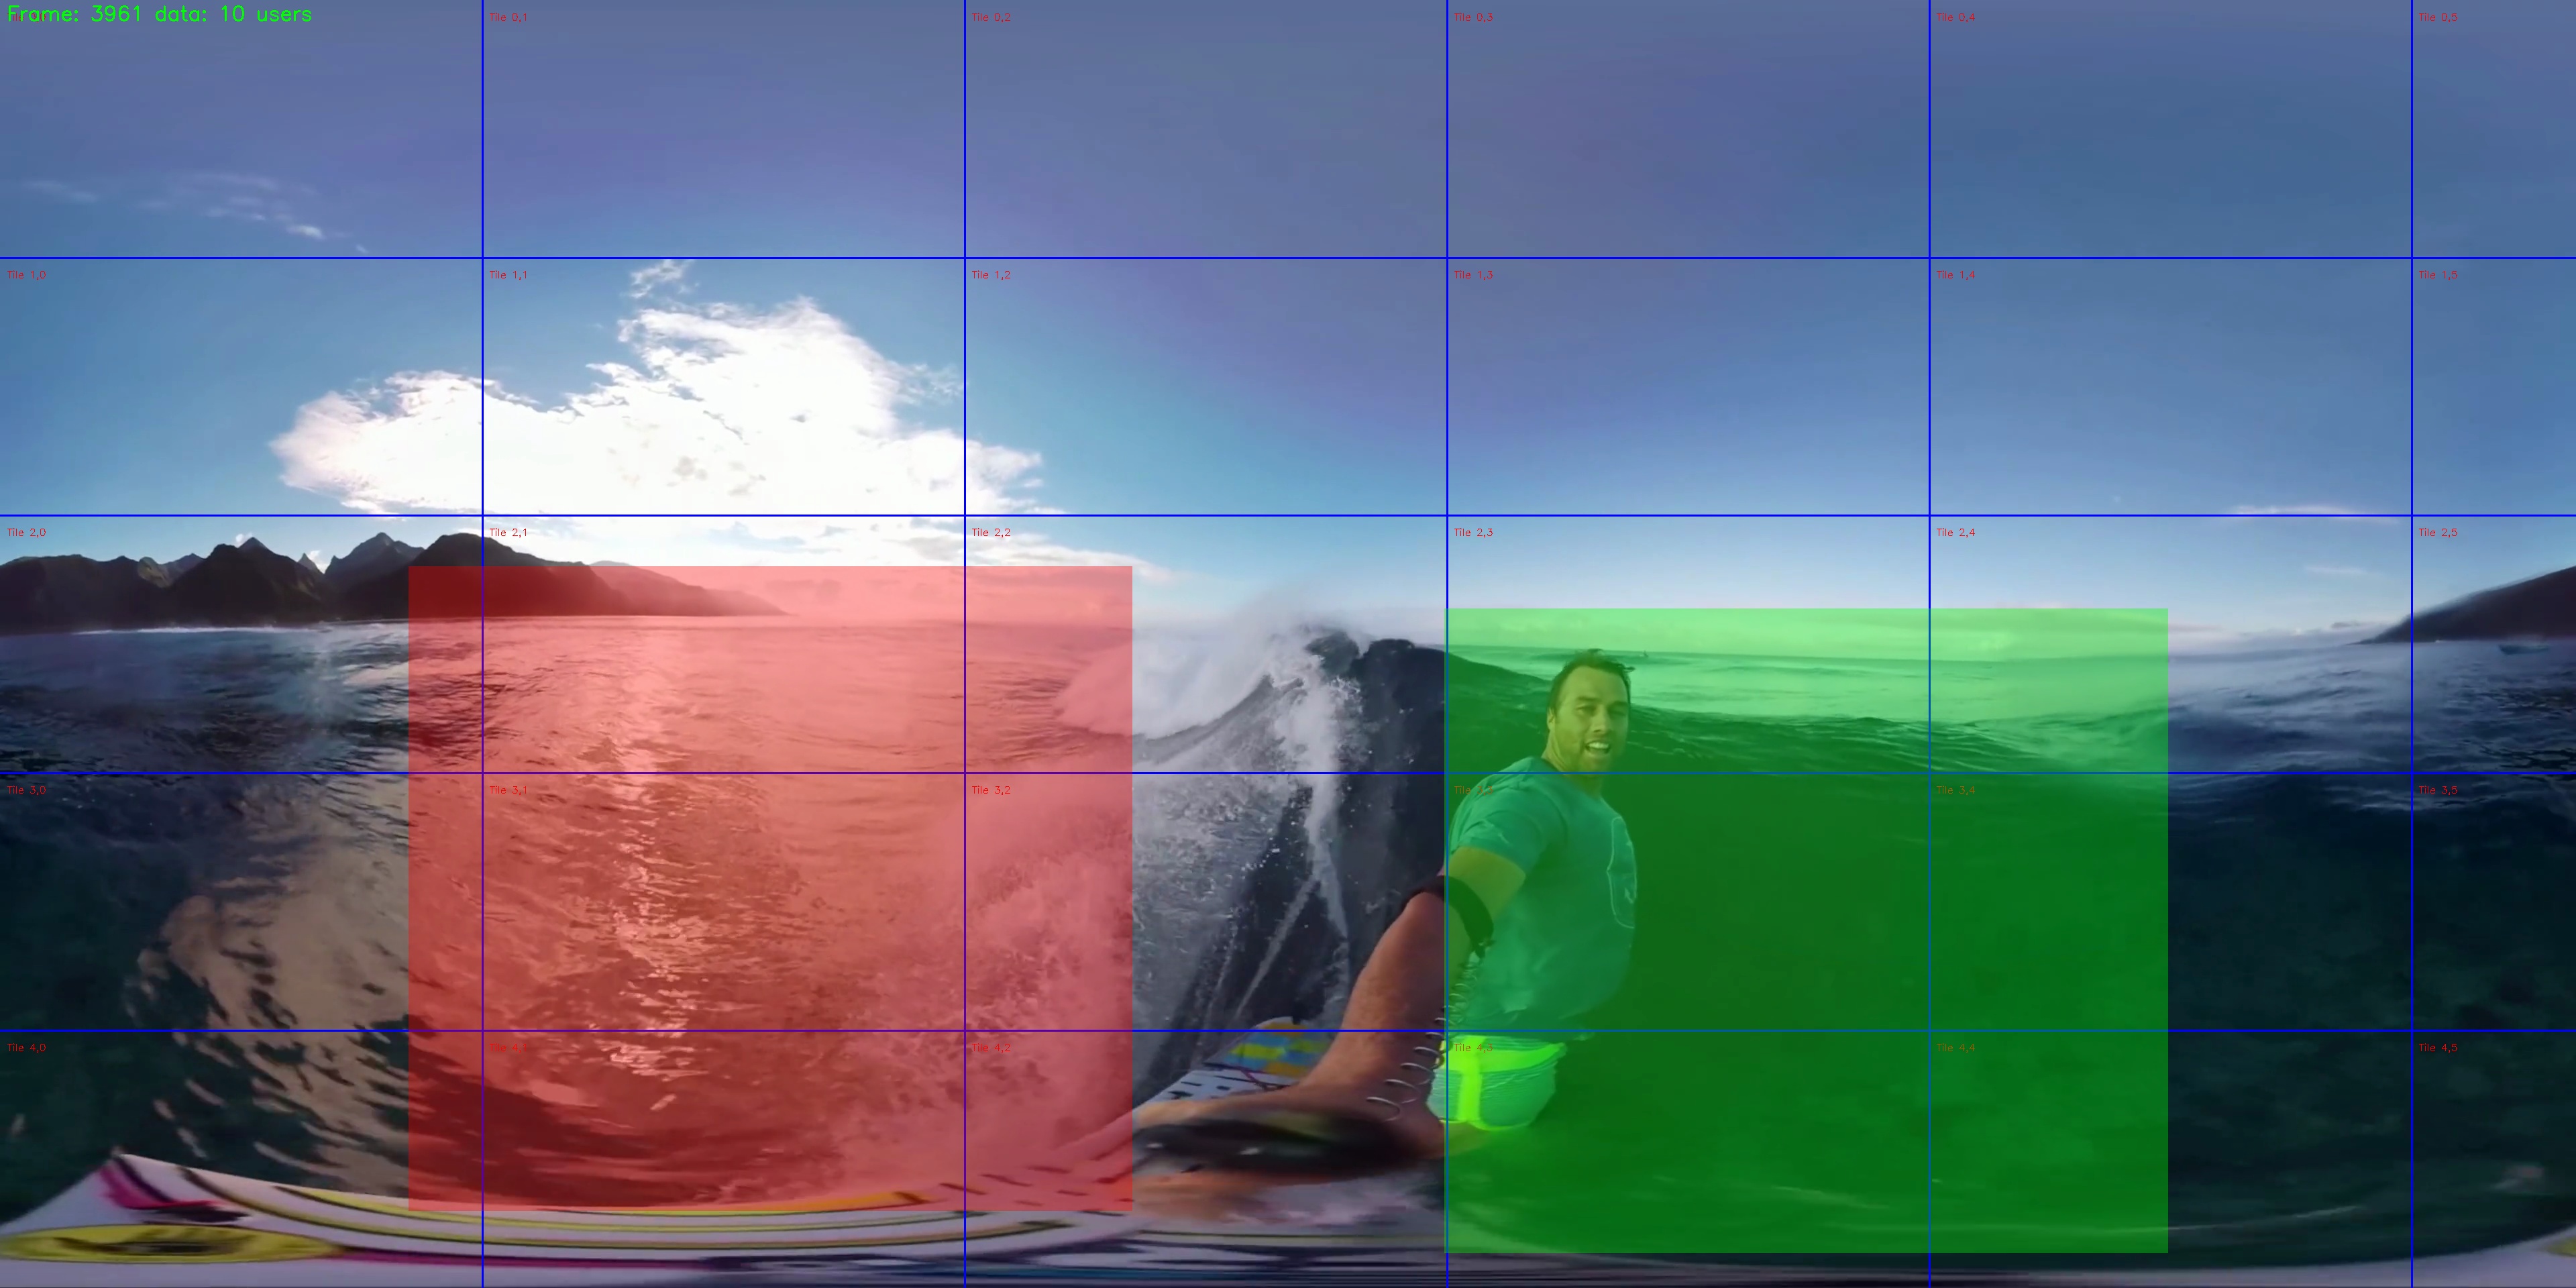 Frame: 3961 data: 10 users
Tile 0,1
Tile 0,2
Tile 0,3
Tile 0,4
Tile 0,5
Tile 1,0
Tile 1,1
Tile 1,2
Tile 1,3
Tile 1,4
Tile 1,5
Tile 2,0
Tile 2,1
Tile 2,2
Tile 2,3
Tile 2,4
Tile 2,5
Tile 3,0
Tile 3,1
Tile 3,2
Tile 3,4
Tile 3,5
Tile 4,0
Tile 4,1
Tile 4,2
Tile 4,3
Tile 4,4
Tile 4,5